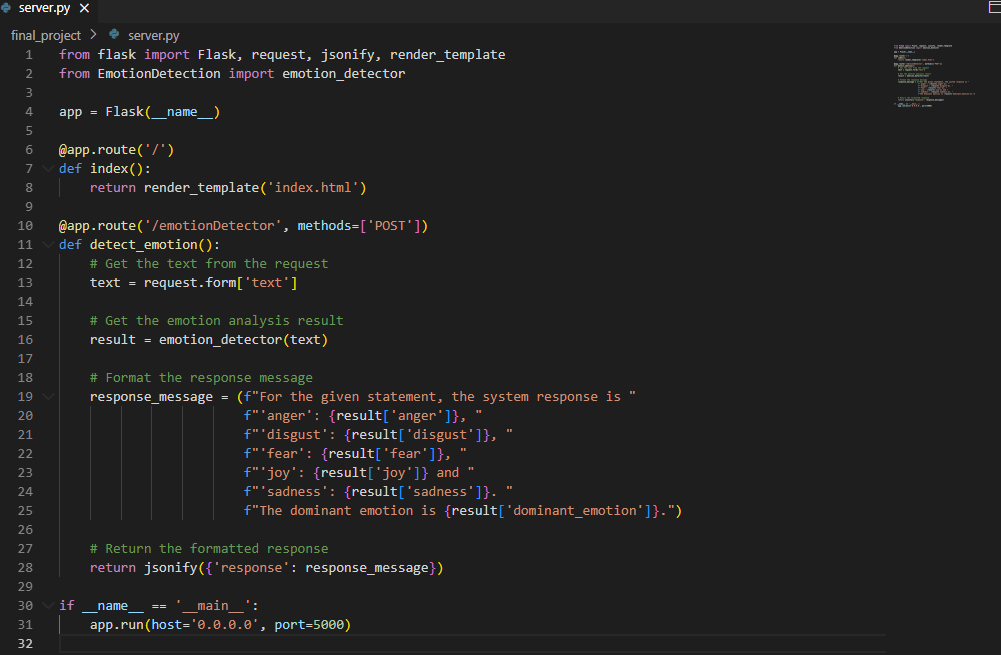 server.py
final_project > server.py
1 from flask import Flask, request, jsonify, render_template
2 from EmotionDetection import emotion_detector
3
4 app = Flask(__name__)
5
6 @app.route('/')
7 def index():
8     return render_template('index.html')
9
10 @app.route('/emotionDetector', methods=['POST'])
11 def detect_emotion():
12     # Get the text from the request
13     text = request.form['text']
14
15     # Get the emotion analysis result
16     result = emotion_detector(text)
17
18     # Format the response message
19     response_message = (f"For the given statement, the system response is "
20                         f"'anger': {result['anger']}, "
21                         f"'disgust': {result['disgust']}, "
22                         f"'fear': {result['fear']}, "
23                         f"'joy': {result['joy']} and "
24                         f"'sadness': {result['sadness']}. "
25                         f"The dominant emotion is {result['dominant_emotion']}.")
26
27     # Return the formatted response
28     return jsonify({'response': response_message})
29
30 if __name__ == '__main__':
31     app.run(host='0.0.0.0', port=5000)
32